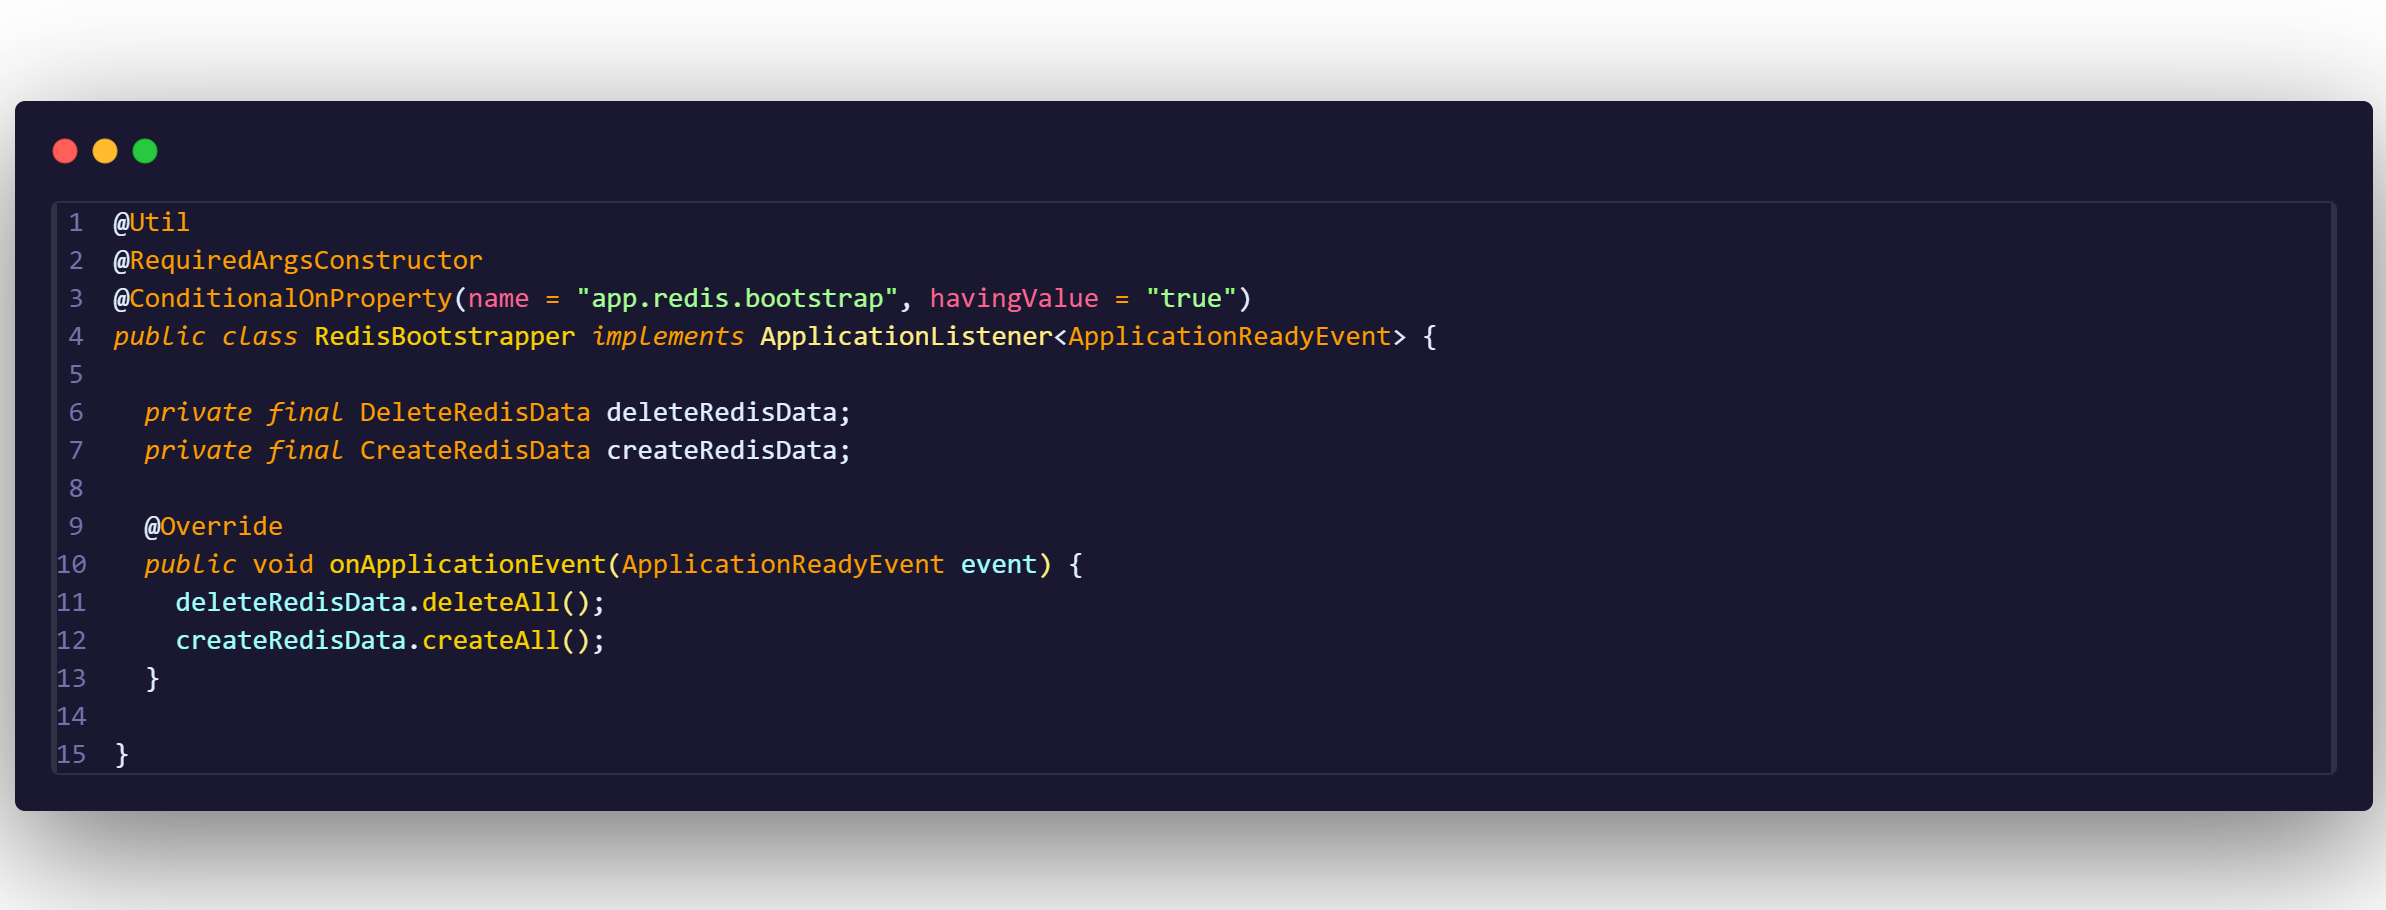 1 @Util
2 @RequiredArgsConstructor
3 @ConditionalOnProperty(name = "app.redis.bootstrap", havingValue = "true")
4 public class RedisBootstrapper implements ApplicationListener<ApplicationReadyEvent> {
5
6   private final DeleteRedisData deleteRedisData;
7   private final CreateRedisData createRedisData;
8
9   @Override
10   public void onApplicationEvent(ApplicationReadyEvent event) {
11     deleteRedisData.deleteAll();
12     createRedisData.createAll();
13   }
14
15 }